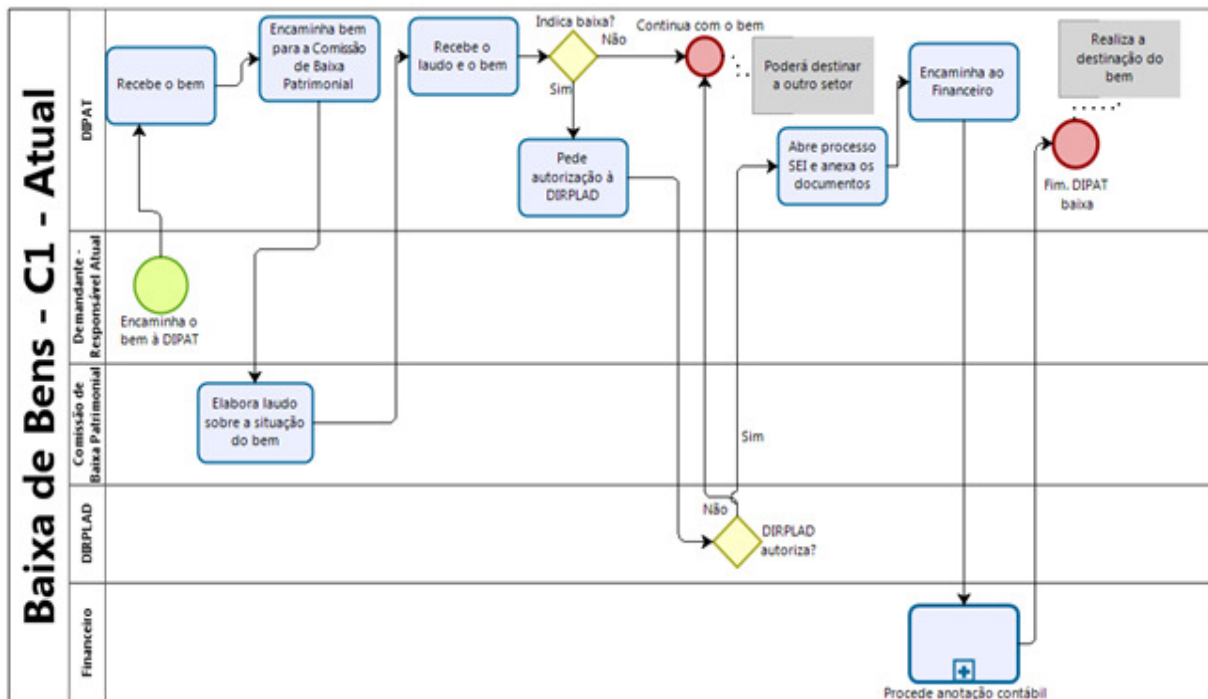 Baixa de Bens - C1 - Atual
DIPAT
Recebe o bem
Encaminha bem
para a Comissão
de Baixa
Patrimonial
Recebe o
laudo e o bem
Indica baixa?
Não
Sim
Continua com o bem
Poderá destinar
a outro setor
Pede
autorização à
DIRPLAD
Abre processo
SEI e anexa os
documentos
Encaminha ao
Financeiro
Realiza a
destinação do
bem
Fim. DIPAT
baixa
Demandante -
Responsável Atual
Encaminha o
bem à DIPAT
Comissão de
Baixa Patrimonial
Elabora laudo
sobre a situação
do bem
Sim
DIRPLAD
Não
DIRPLAD
autoriza?
Financeiro
Procede anotação contábil